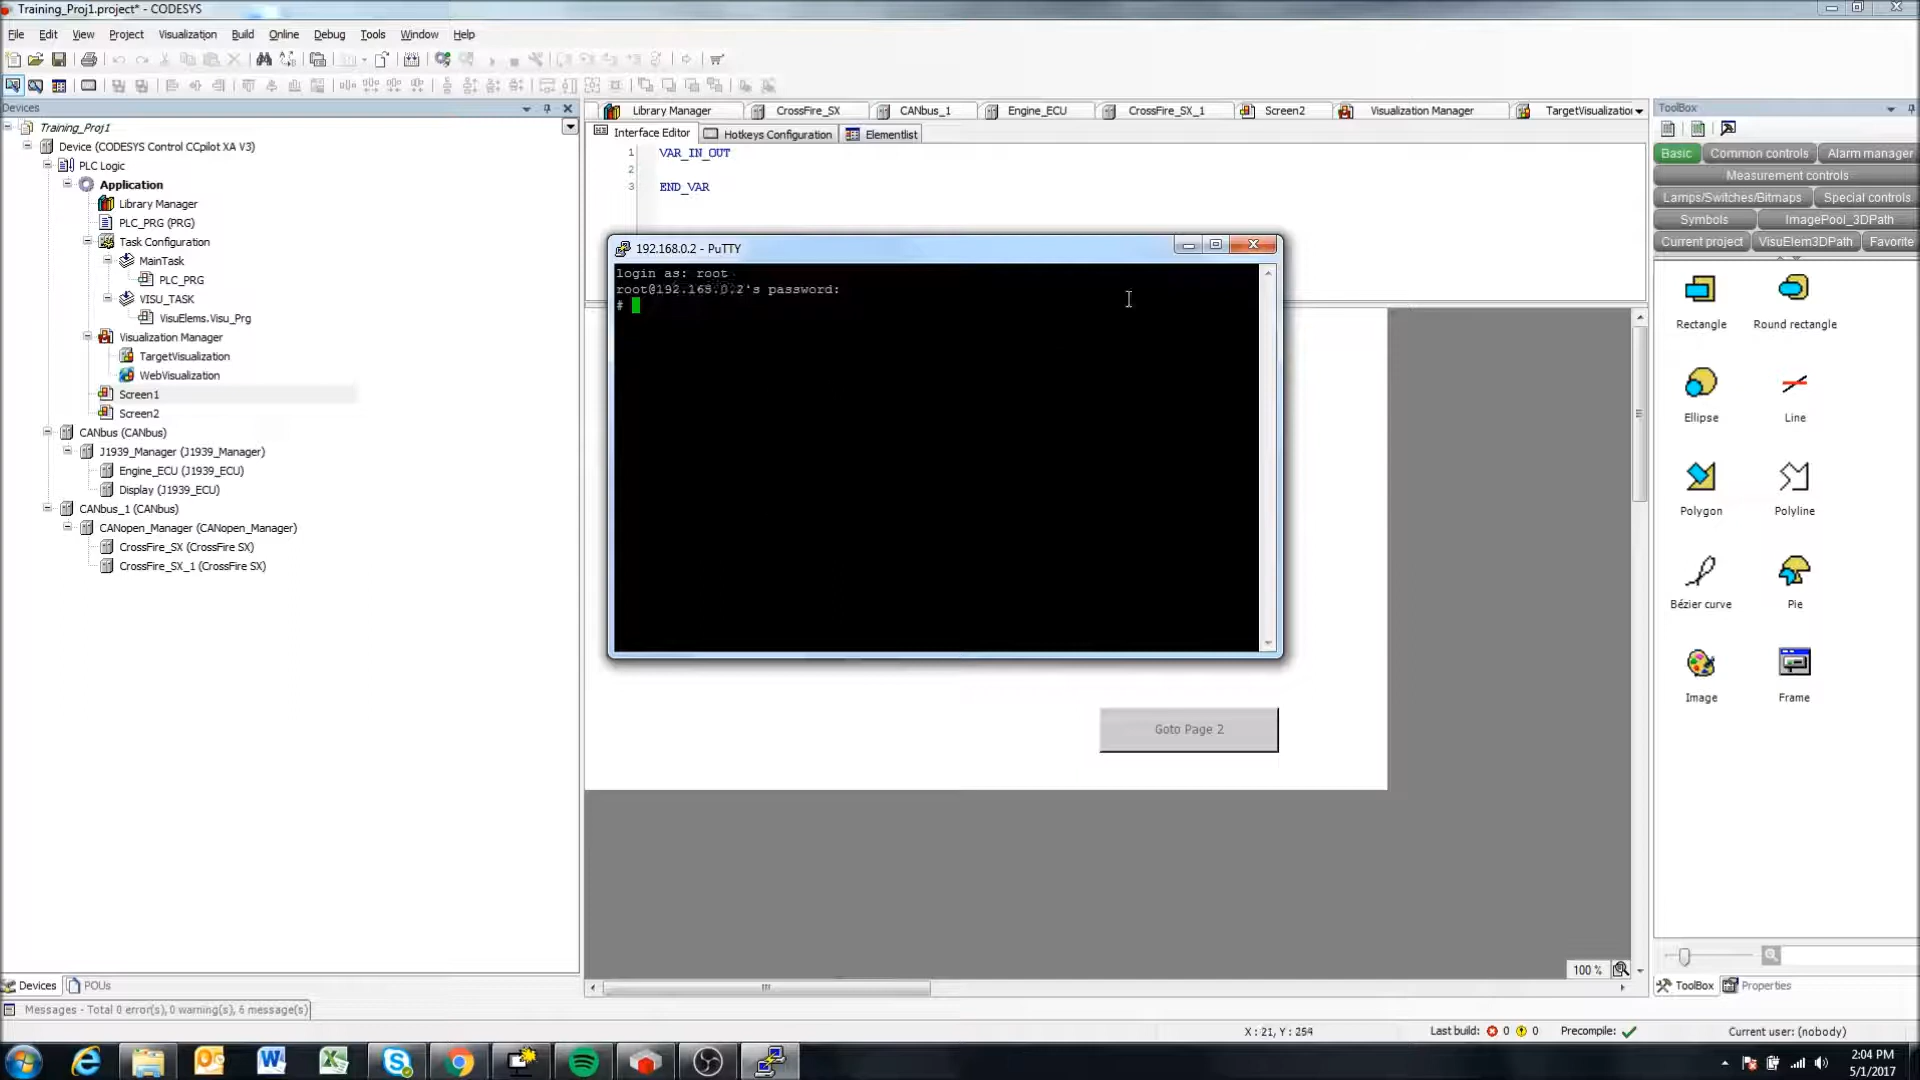 Training_Proj1.project* - CODESYS
File Edit View Project Visualization Build Online Debug Tools Window Help
Devices
Training_Proj1
Device (CODESYS Control CCpilot XA V3)
PLC Logic
Application
Library Manager
PLC_PRG (PRG)
Task Configuration
MainTask
PLC_PRG
VISU_TASK
VisuElems.Visu_Prg
Visualization Manager
TargetVisualization
WebVisualization
Screen1
Screen2
CANbus (CANbus)
J1939_Manager (J1939_Manager)
Engine_ECU (J1939_ECU)
Display (J1939_ECU)
CANbus_1 (CANbus)
CANopen_Manager (CANopen_Manager)
CrossFire_SX (CrossFire SX)
CrossFire_SX_1 (CrossFire SX)
Devices POUs
Library Manager CrossFire_SX CANbus_1 Engine_ECU CrossFire_SX_1 Screen2 Visualization Manager TargetVisualizatio
Interface Editor Hotkeys Configuration Elementlist
1 VAR_IN_OUT
2
3 END_VAR
192.168.0.2 - PuTTY
login as: root
root@192.168.0.2's password:
#
Goto Page 2
100 %
ToolBox
Basic Common controls Alarm manager
Measurement controls
Lamps/Switches/Bitmaps Special controls
Symbols ImagePool_3DPath
Current project VisuElem3DPath Favorite
Rectangle Round rectangle
Ellipse Line
Polygon Polyline
Bézier curve Pie
Image Frame
ToolBox Properties
Messages - Total 0 error(s), 0 warning(s), 6 message(s)
X : 21, Y : 254 Last build: 0 0 Precompile: Current user: (nobody)
2:04 PM
5/1/2017